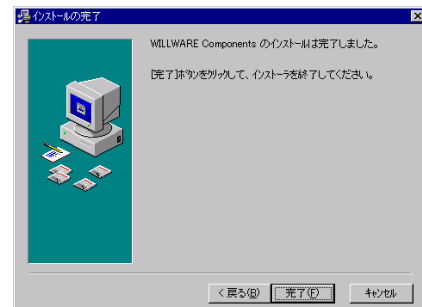 インストールの完了
WILLWARE Components のインストールは完了しました。
[完了]ボタンをクリックして、インストーラを終了してください。
< 戻る(B)
完了(F)
キャンセル